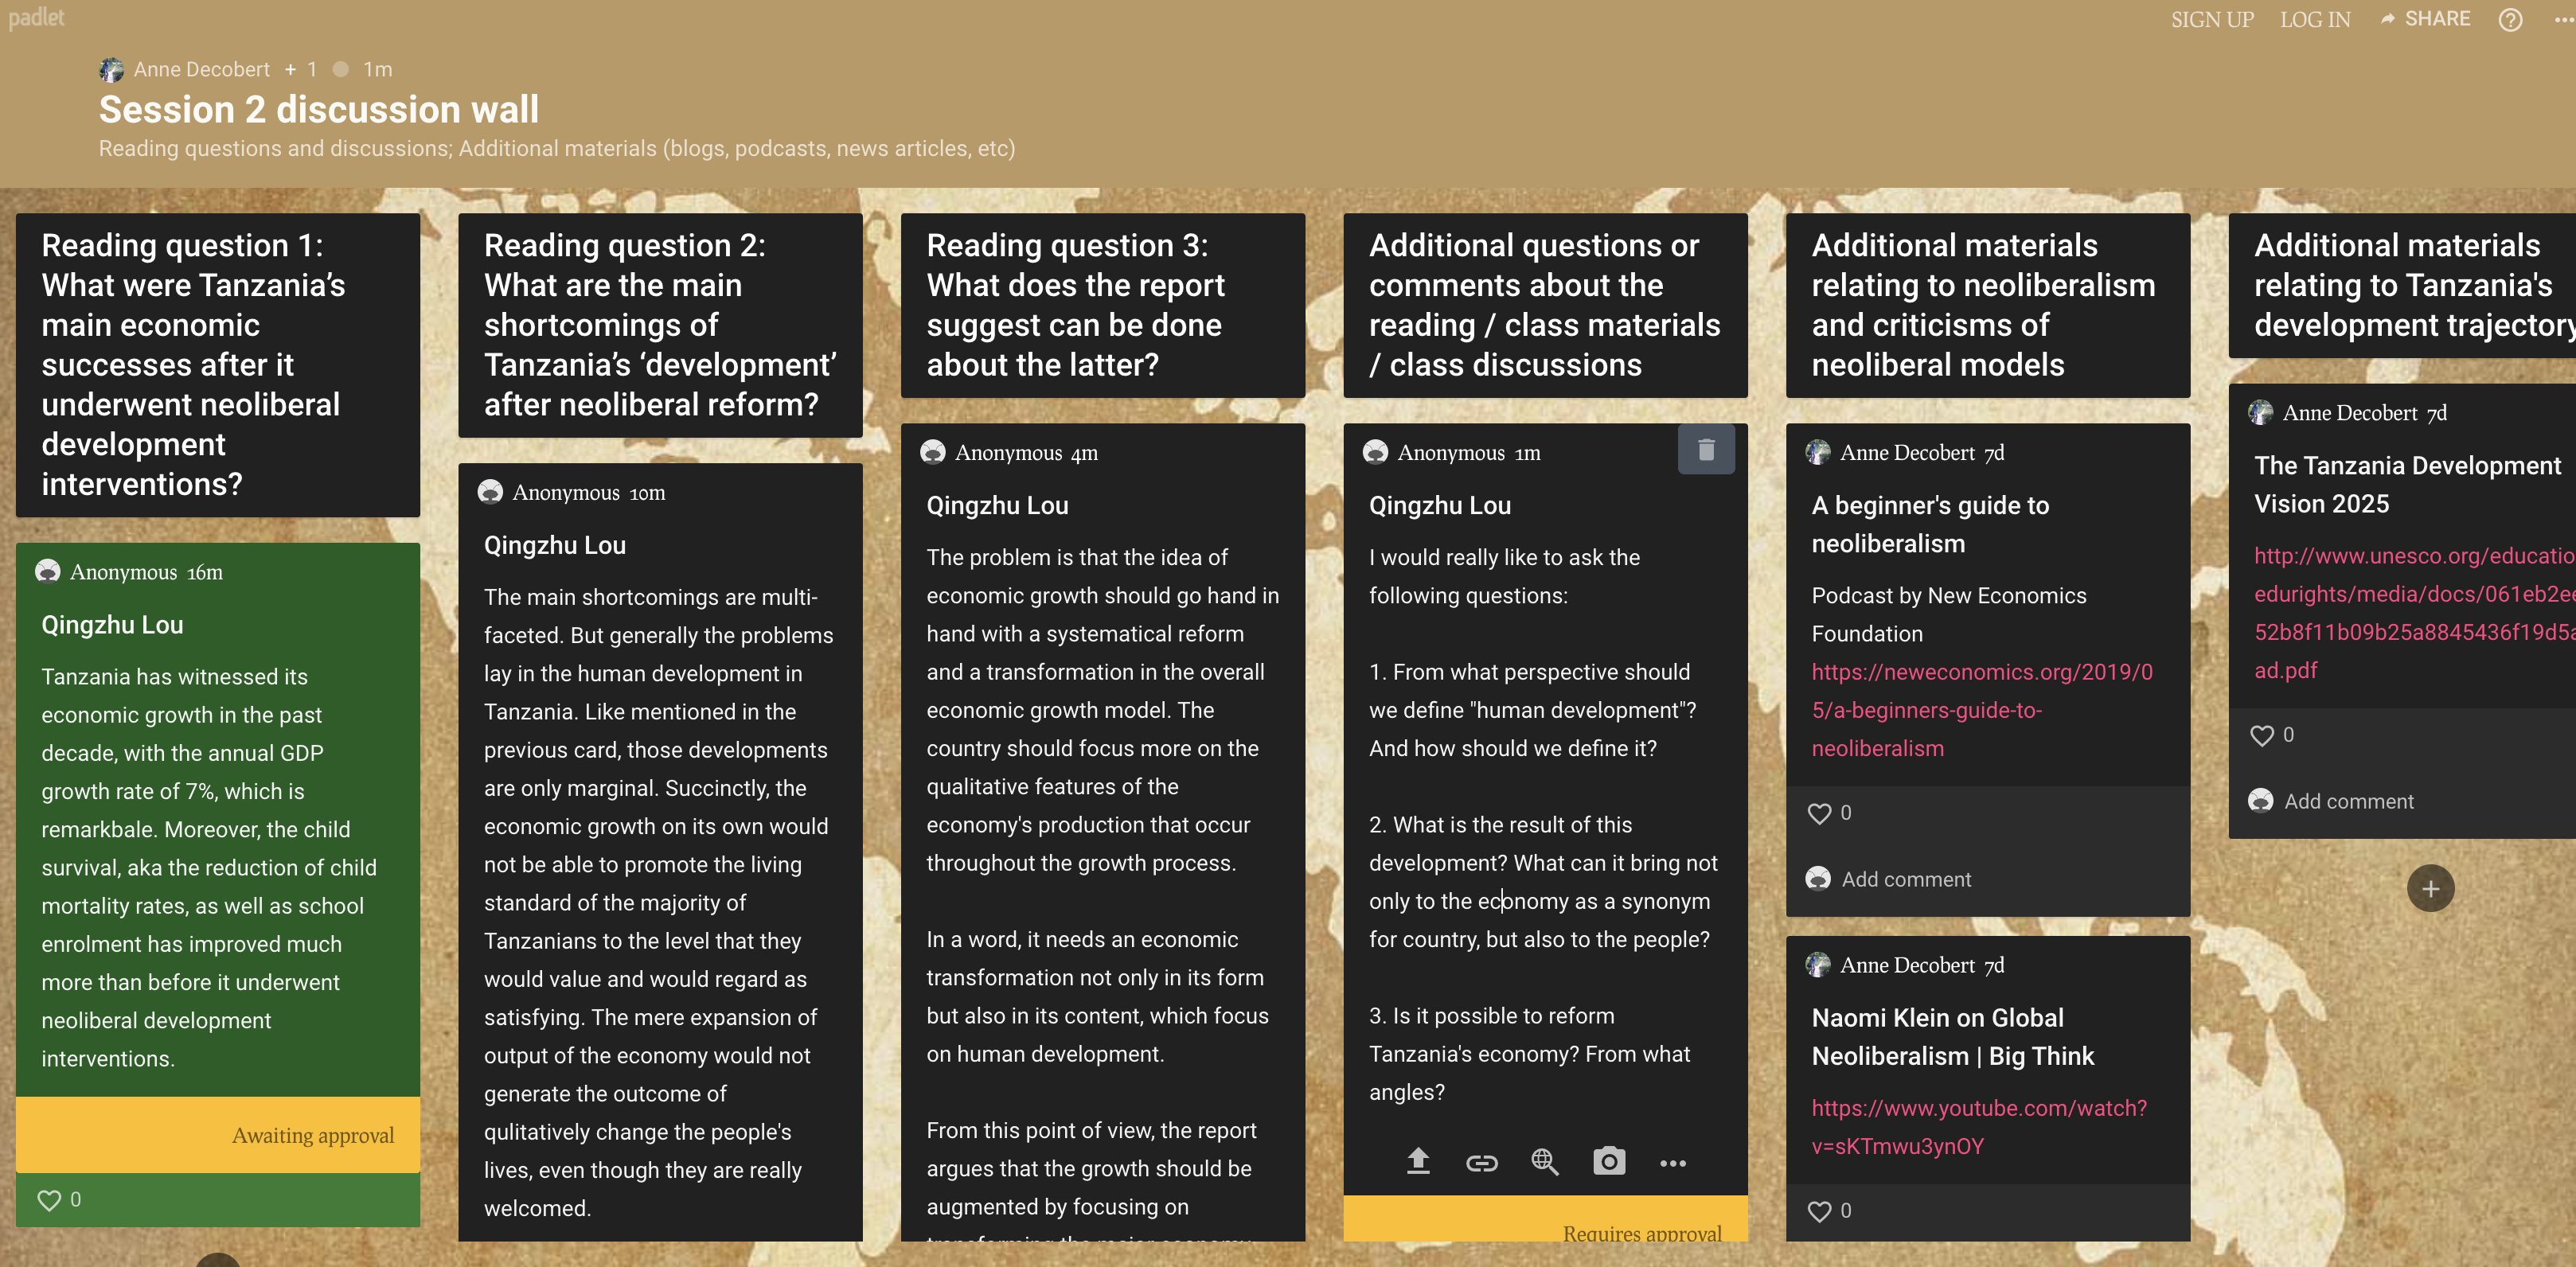 padlet
SIGN UP LOG IN SHARE
Anne Decobert + 1 1m
Session 2 discussion wall
Reading questions and discussions; Additional materials (blogs, podcasts, news articles, etc)
Reading question 1:
What were Tanzania’s
main economic
successes after it
underwent neoliberal
development
interventions?
Anonymous 16m
Qingzhu Lou
Tanzania has witnessed its
economic growth in the past
decade, with the annual GDP
growth rate of 7%, which is
remarkbale. Moreover, the child
survival, aka the reduction of child
mortality rates, as well as school
enrolment has improved much
more than before it underwent
neoliberal development
interventions.
Awaiting approval
0
Reading question 2:
What are the main
shortcomings of
Tanzania’s ‘development’
after neoliberal reform?
Anonymous 10m
Qingzhu Lou
The main shortcomings are multi-
faceted. But generally the problems
lay in the human development in
Tanzania. Like mentioned in the
previous card, those developments
are only marginal. Succinctly, the
economic growth on its own would
not be able to promote the living
standard of the majority of
Tanzanians to the level that they
would value and would regard as
satisfying. The mere expansion of
output of the economy would not
generate the outcome of
qulitatively change the people's
lives, even though they are really
welcomed.
Reading question 3:
What does the report
suggest can be done
about the latter?
Anonymous 4m
Qingzhu Lou
The problem is that the idea of
economic growth should go hand in
hand with a systematical reform
and a transformation in the overall
economic growth model. The
country should focus more on the
qualitative features of the
economy's production that occur
throughout the growth process.
In a word, it needs an economic
transformation not only in its form
but also in its content, which focus
on human development.
From this point of view, the report
argues that the growth should be
augmented by focusing on
transforming the major economy
Additional questions or
comments about the
reading / class materials
/ class discussions
Anonymous 1m
Qingzhu Lou
I would really like to ask the
following questions:
1. From what perspective should
we define "human development"?
And how should we define it?
2. What is the result of this
development? What can it bring not
only to the economy as a synonym
for country, but also to the people?
3. Is it possible to reform
Tanzania's economy? From what
angles?
Requires approval
Additional materials
relating to neoliberalism
and criticisms of
neoliberal models
Anne Decobert 7d
A beginner's guide to
neoliberalism
Podcast by New Economics
Foundation
https://neweconomics.org/2019/0
5/a-beginners-guide-to-
neoliberalism
0
Add comment
Anne Decobert 7d
Naomi Klein on Global
Neoliberalism | Big Think
https://www.youtube.com/watch?
v=sKTmwu3ynOY
0
Additional materials
relating to Tanzania's
development trajectory
Anne Decobert 7d
The Tanzania Development
Vision 2025
http://www.unesco.org/educatio
edurights/media/docs/061eb2ee
52b8f11b09b25a8845436f19d5a
ad.pdf
0
Add comment